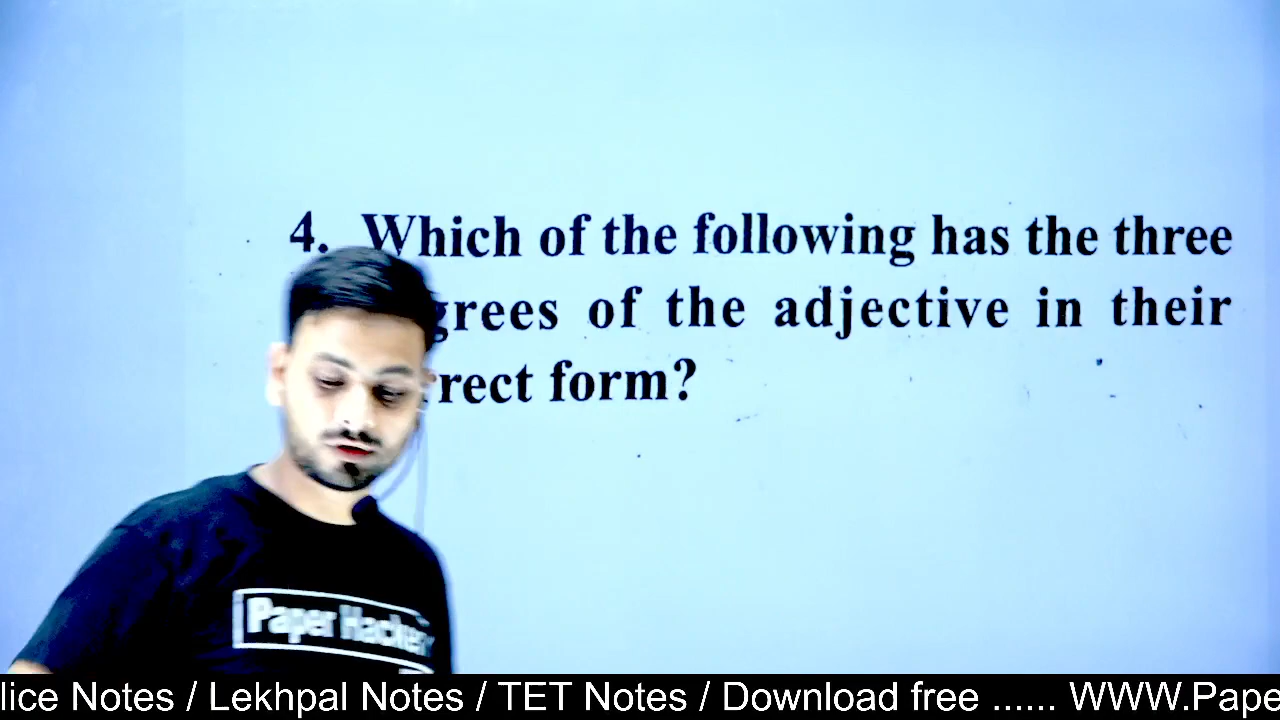 4. Which of the following has the three
grees of the adjective in their
rrect form?
Paper Hacker
lice Notes / Lekhpal Notes / TET Notes / Download free ...... WWW.Pape